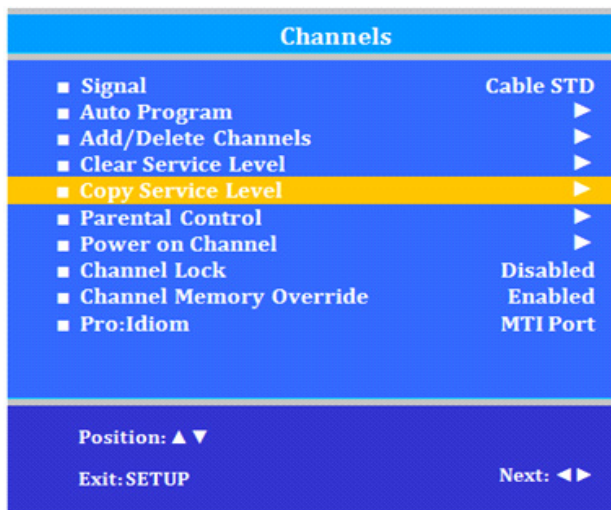 Channels
■ Signal Cable STD
■ Auto Program ▶
■ Add/Delete Channels ▶
■ Clear Service Level ▶
■ Copy Service Level ▶
■ Parental Control ▶
■ Power on Channel ▶
■ Channel Lock Disabled
■ Channel Memory Override Enabled
■ Pro:Idiom MTI Port
Position: ▲ ▼
Exit: SETUP Next: ◀ ▶